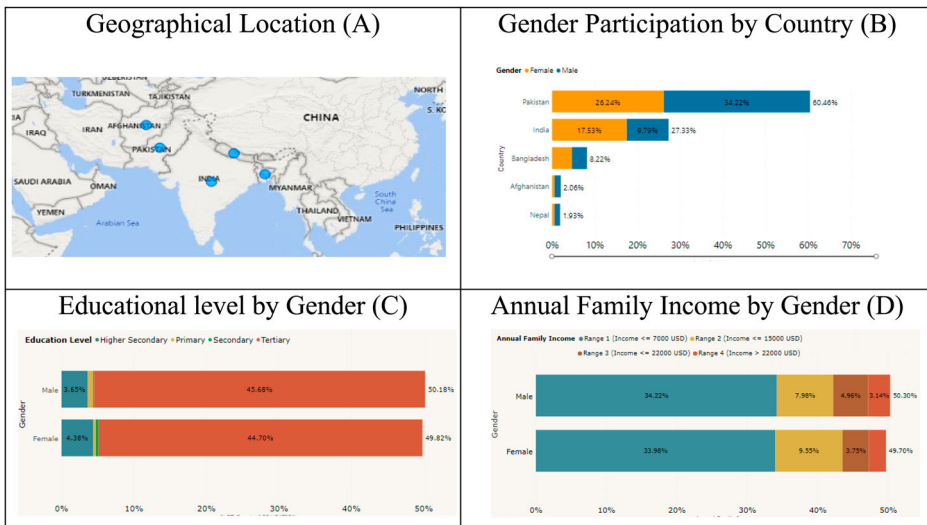 Geographical Location (A)
UZBEKISTAN
TURKMENISTAN
TAJIKISTAN
NORTH
S. KO
CHINA
IRAN
AFGHANISTAN
IRAQ
PAKISTAN
SAUDI ARABIA
OMAN
INDIA
MYANMAR
YEMEN
Arabian Sea
THAILAND
VIETNAM
South
China
Sea
PHILIPPINES
Gender Participation by Country (B)
Gender Female Male
Country
Pakistan 26.24% 34.22% 60.46%
India 17.53% 9.79% 27.33%
Bangladesh 8.22%
Afghanistan 2.06%
Nepal 1.93%
0% 10% 20% 30% 40% 50% 60% 70%
Educational level by Gender (C)
Education Level Higher Secondary Primary Secondary Tertiary
Gender
Male 3.65% 45.68% 50.18%
Female 4.38% 44.70% 49.82%
0% 10% 20% 30% 40% 50%
Annual Family Income by Gender (D)
Annual Family Income Range 1 (Income <= 7000 USD) Range 2 (Income <= 15000 USD)
Range 3 (Income <= 22000 USD) Range 4 (Income > 22000 USD)
Gender
Male 34.22% 7.98% 4.96% 3.14% 50.30%
Female 33.98% 9.55% 3.75% 49.70%
0% 10% 20% 30% 40% 50%